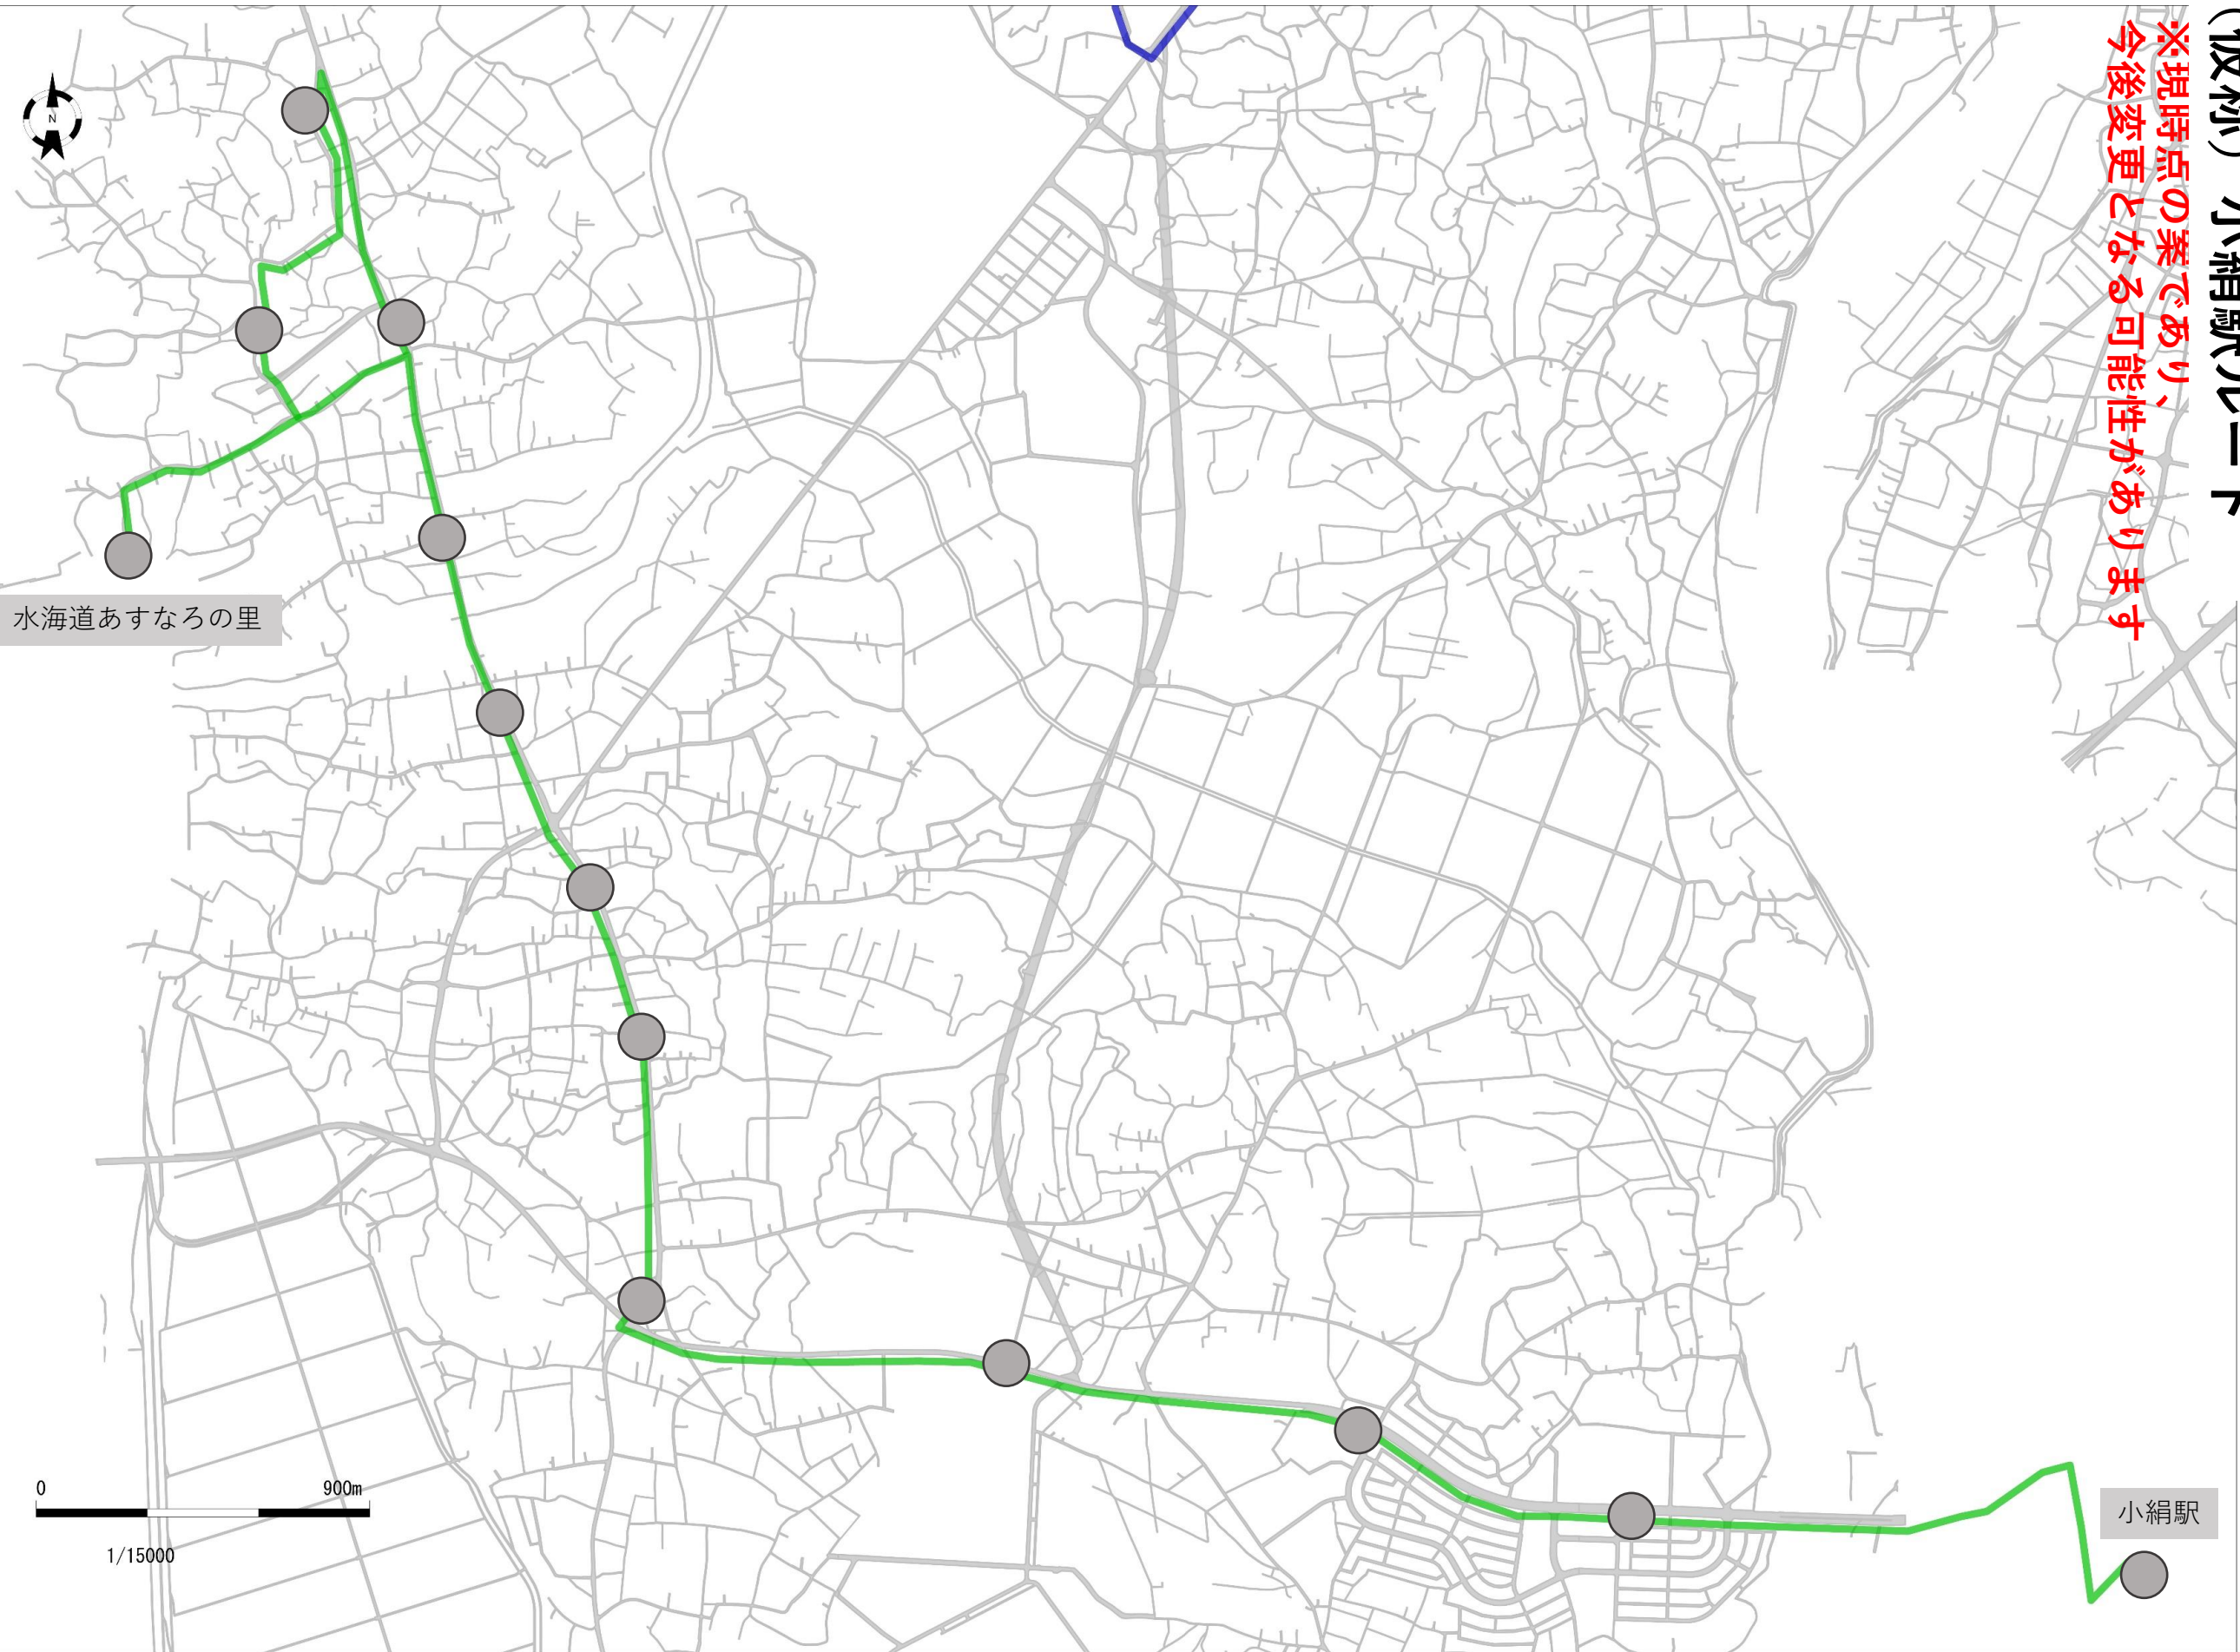 (仮称) 小絹駅ルート
※現時点の案であり、
今後変更となる可能性があります
N
水海道あすなろの里
小絹駅
0 900m
1/15000